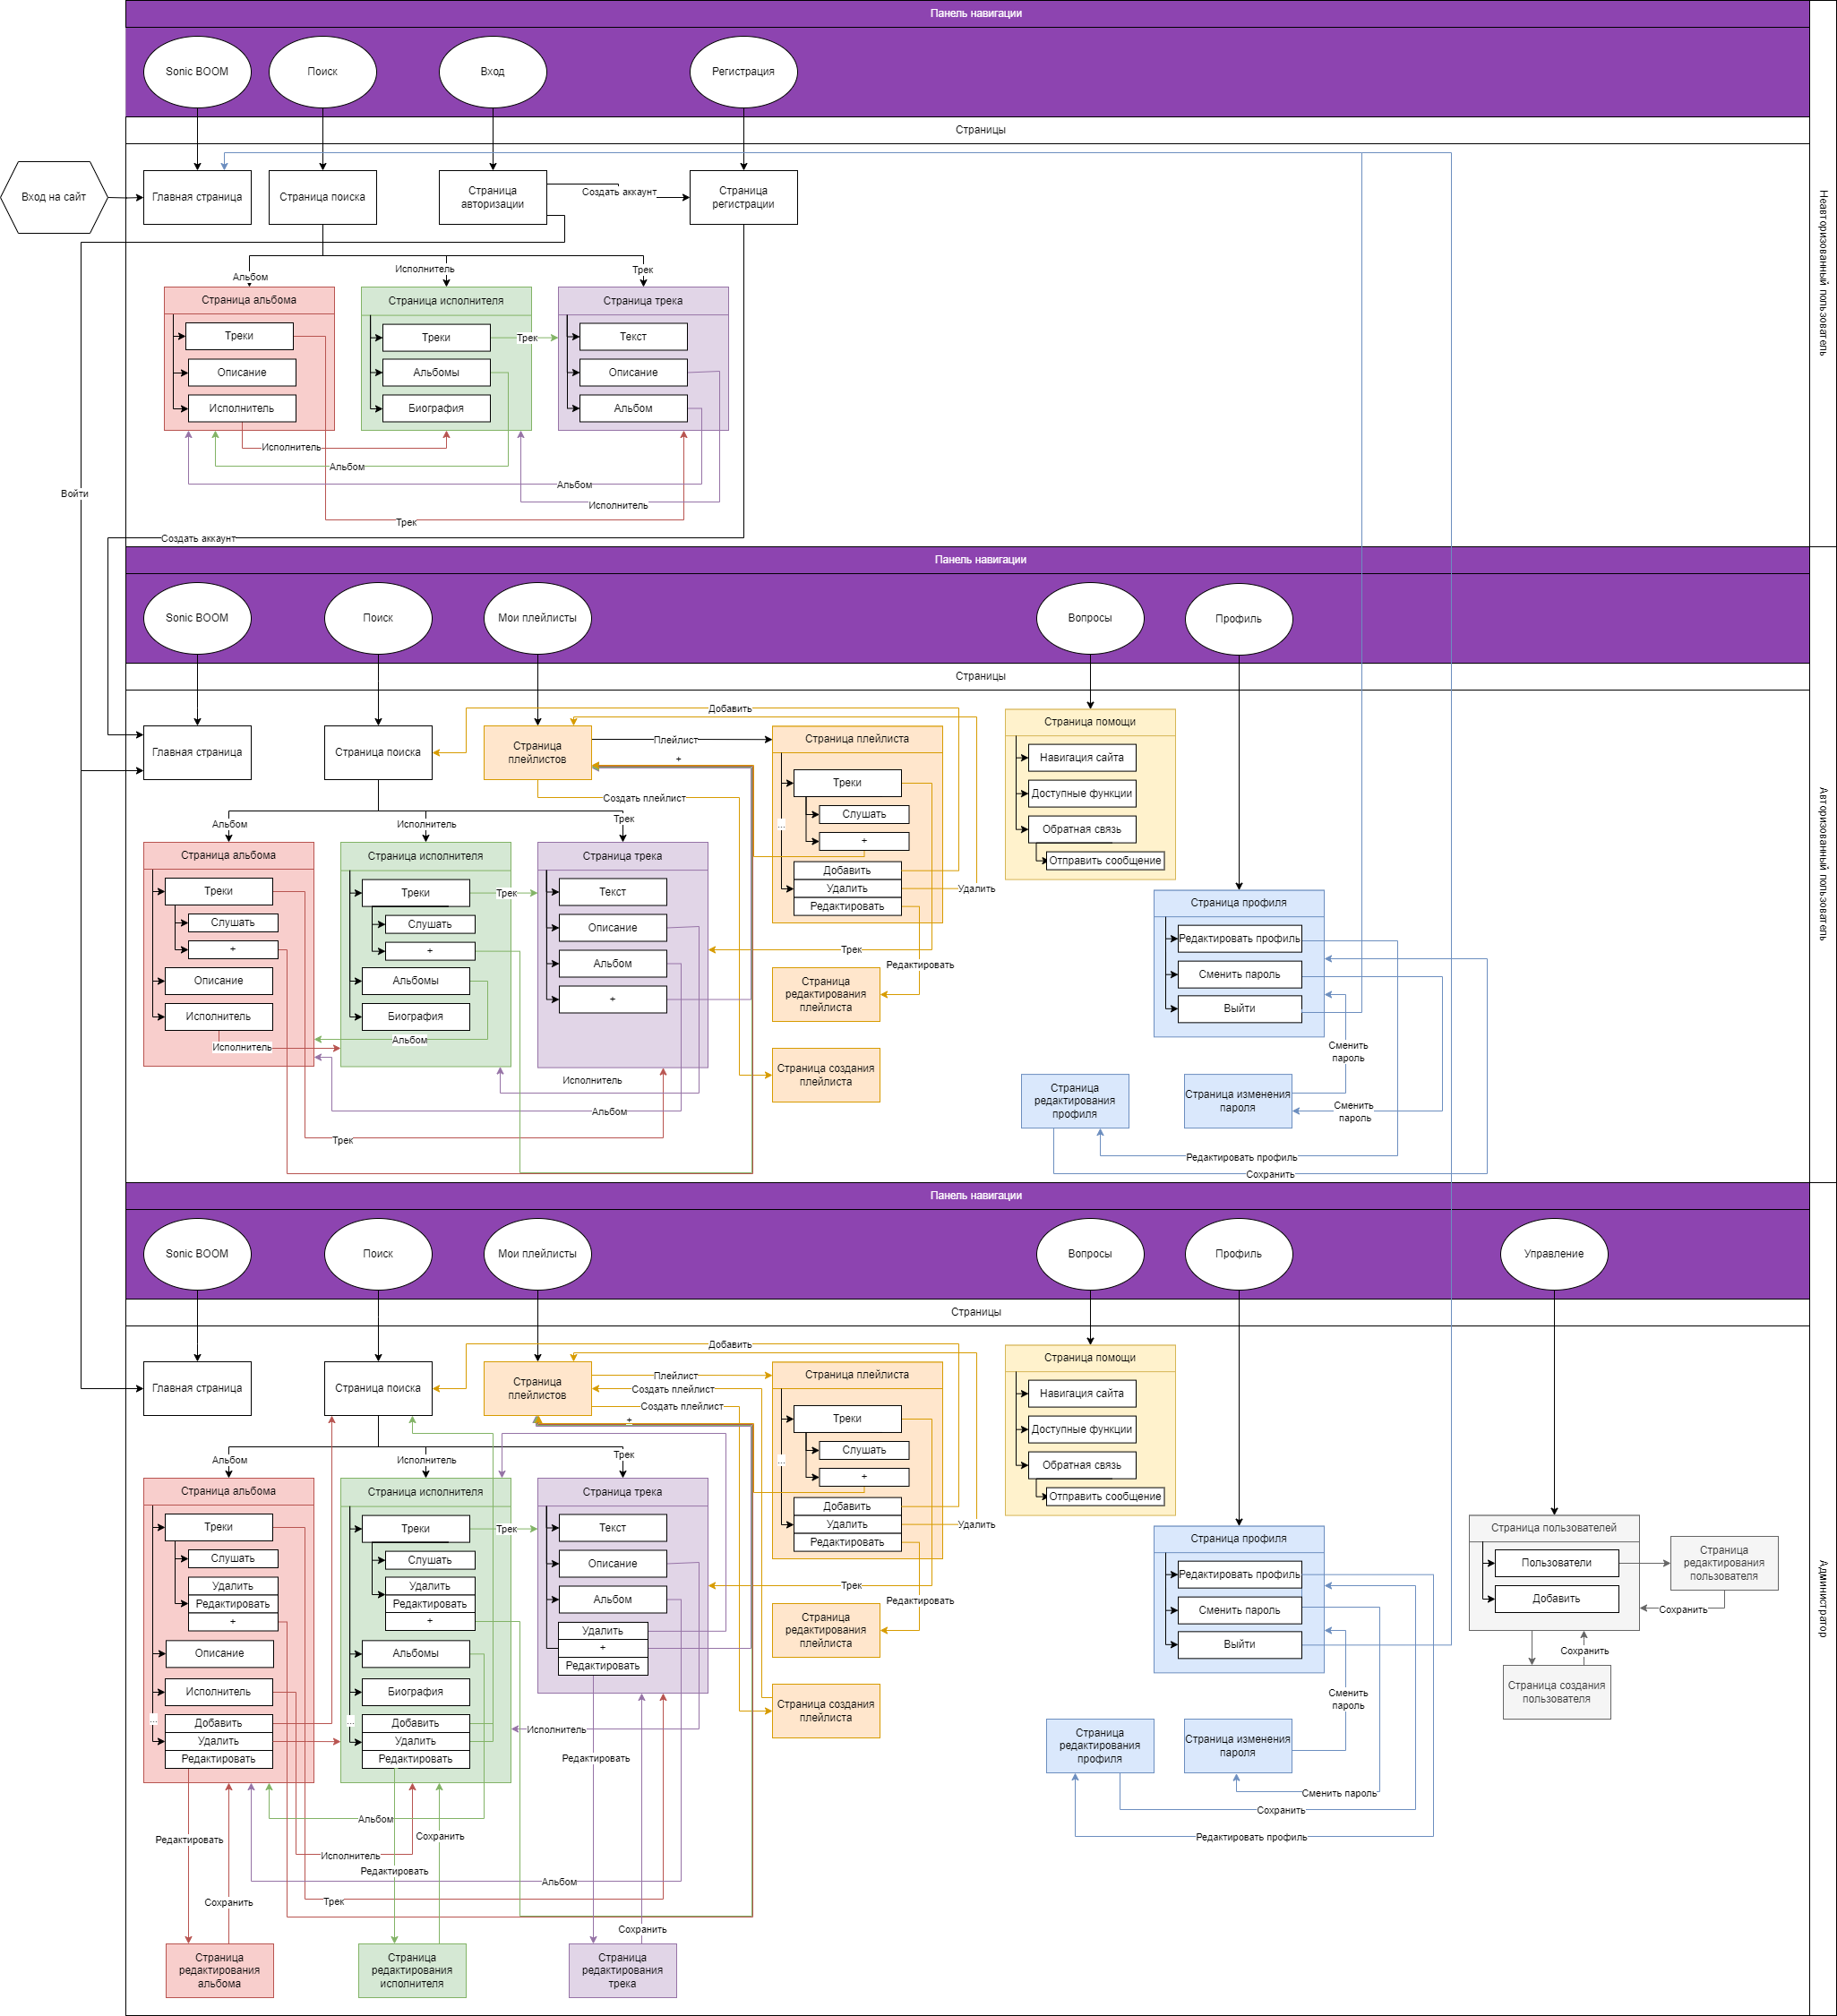 Панель навигации
Sonic BOOM
Поиск
Вход
Регистрация
Страницы
Вход на сайт
Главная страница
Страница поиска
Страница
авторизации
Создать аккаунт
Страница
регистрации
Неавторизованный пользователь
Альбом
Исполнитель
Трек
Страница альбома
Страница исполнителя
Страница трека
Треки
Треки
Трек
Текст
Описание
Альбомы
Описание
Исполнитель
Биография
Альбом
Исполнитель
Альбом
Альбом
Исполнитель
Трек
Войти
Создать аккаунт
Панель навигации
Sonic BOOM
Поиск
Мои плейлисты
Вопросы
Профиль
Страницы
Авторизованный пользователь
Добавить
Главная страница
Страница поиска
Страница
плейлистов
Плейлист
+
Создать плейлист
Страница плейлиста
Треки
Слушать
...
+
Добавить
Удалить
Удалить
Редактировать
Страница помощи
Навигация сайта
Доступные функции
Обратная связь
Отправить сообщение
Альбом
Исполнитель
Трек
Страница альбома
Страница исполнителя
Страница трека
Треки
Треки
Трек
Текст
Слушать
Слушать
Описание
+
+
Альбом
Описание
Альбомы
+
Исполнитель
Биография
Исполнитель
Альбом
Исполнитель
Альбом
Трек
Трек
Редактировать
Страница
редактирования
плейлиста
Страница создания
плейлиста
Страница профиля
Редактировать профиль
Сменить пароль
Выйти
Сменить
пароль
Страница
редактирования
профиля
Страница изменения
пароля
Сменить
пароль
Редактировать профиль
Сохранить
Панель навигации
Sonic BOOM
Поиск
Мои плейлисты
Вопросы
Профиль
Управление
Страницы
Администратор
Добавить
Главная страница
Страница поиска
Страница
плейлистов
Плейлист
Создать плейлист
Создать плейлист
+
Страница плейлиста
Треки
Слушать
...
+
Добавить
Удалить
Удалить
Редактировать
Страница помощи
Навигация сайта
Доступные функции
Обратная связь
Отправить сообщение
Альбом
Исполнитель
Трек
Страница альбома
Страница исполнителя
Страница трека
Треки
Треки
Трек
Текст
Слушать
Слушать
Описание
Удалить
Редактировать
+
Удалить
Редактировать
+
Альбом
Удалить
+
Редактировать
Описание
Альбомы
Исполнитель
Биография
...
Добавить
Удалить
Редактировать
...
Добавить
Удалить
Редактировать
Исполнитель
Редактировать
Трек
Редактировать
Страница
редактирования
плейлиста
Страница создания
плейлиста
Страница профиля
Редактировать профиль
Сменить пароль
Выйти
Сменить
пароль
Страница
редактирования
профиля
Страница изменения
пароля
Сменить пароль
Сохранить
Редактировать профиль
Страница пользователей
Пользователи
Добавить
Страница
редактирования
пользователя
Сохранить
Сохранить
Страница создания
пользователя
Альбом
Редактировать
Сохранить
Исполнитель
Редактировать
Альбом
Сохранить
Трек
Сохранить
Страница
редактирования
альбома
Страница
редактирования
исполнителя
Страница
редактирования
трека